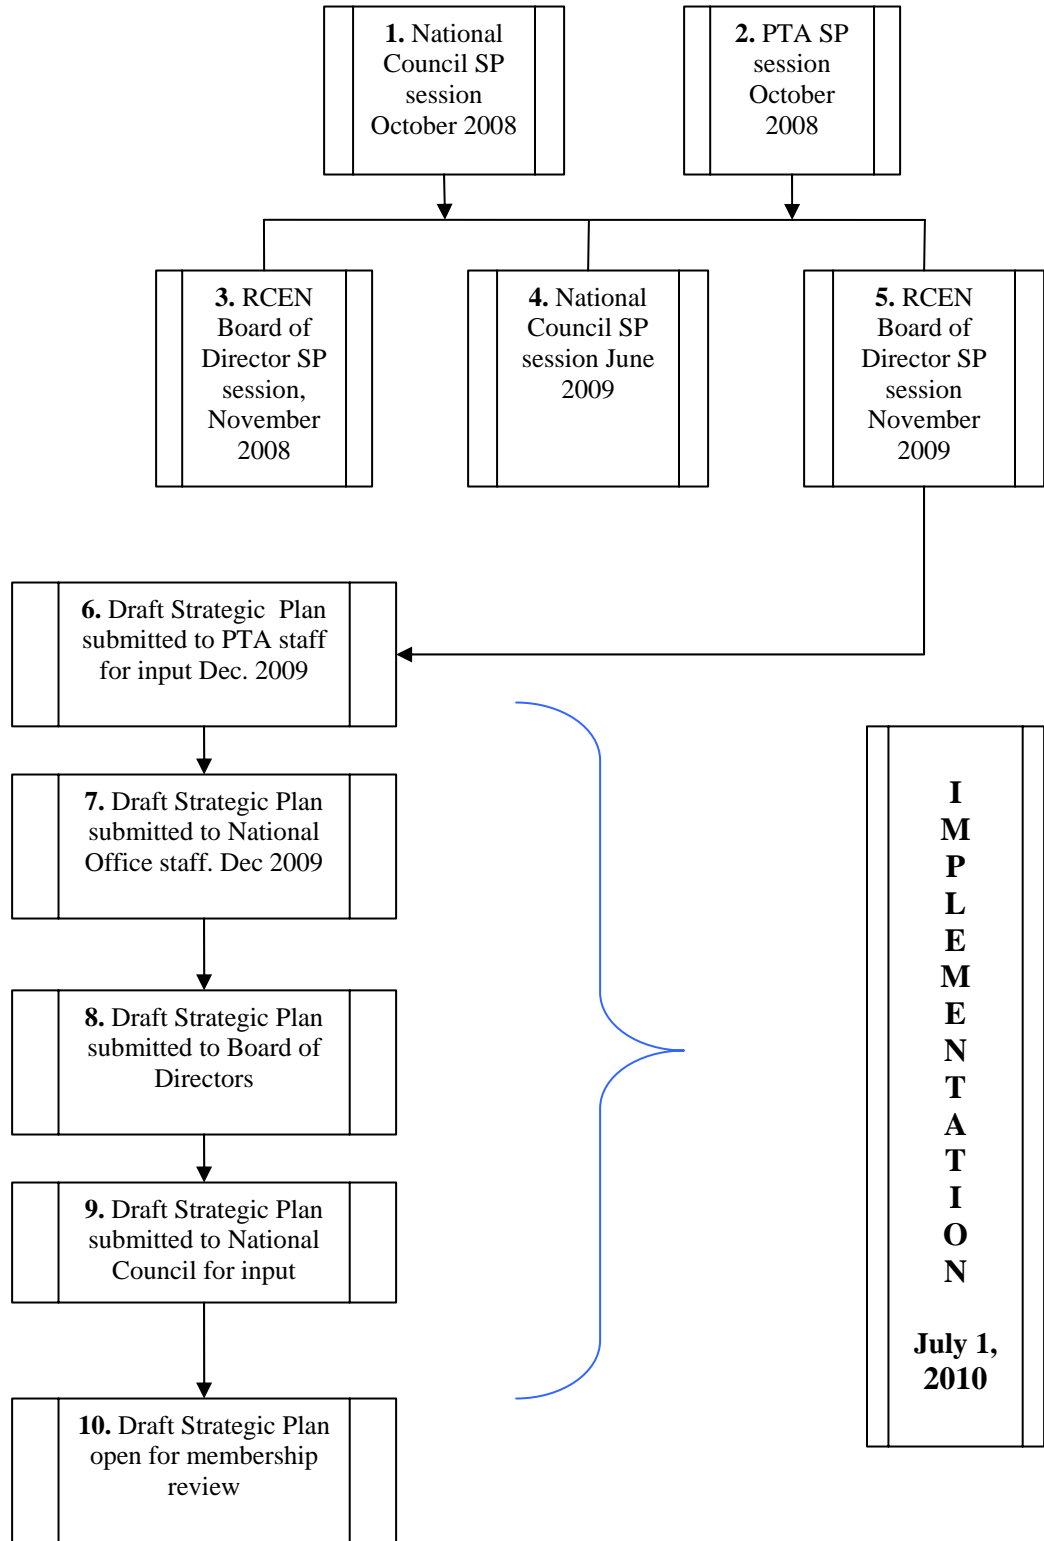 1. National
Council SP
session
October 2008
2. PTA SP
session
October
2008
3. RCEN
Board of
Director SP
session,
November
2008
4. National
Council SP
session June
2009
5. RCEN
Board of
Director SP
session
November
2009
6. Draft Strategic Plan
submitted to PTA staff
for input Dec. 2009
7. Draft Strategic Plan
submitted to National
Office staff. Dec 2009
8. Draft Strategic Plan
submitted to Board of
Directors
9. Draft Strategic Plan
submitted to National
Council for input
10. Draft Strategic Plan
open for membership
review
I
M
P
L
E
M
E
N
T
A
T
I
O
N
July 1,
2010